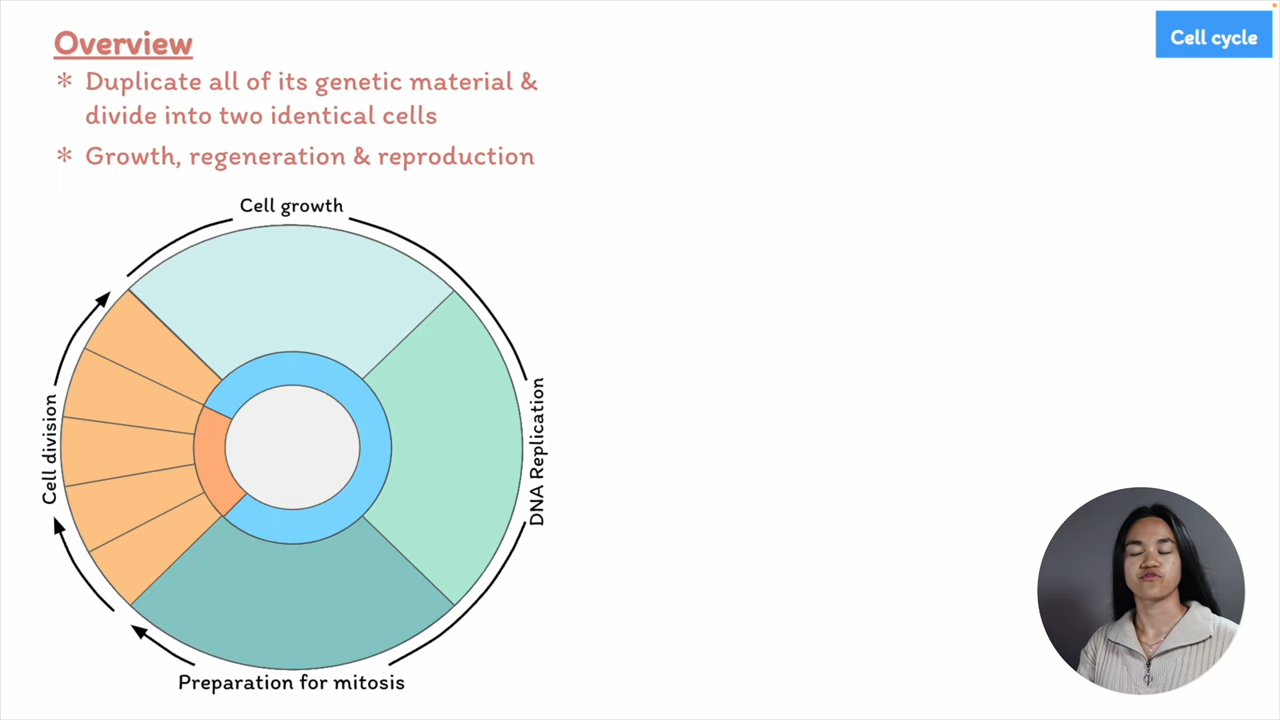 Overview
Cell cycle
* Duplicate all of its genetic material &
divide into two identical cells
* Growth, regeneration & reproduction
Cell growth
Cell division
DNA Replication
Preparation for mitosis